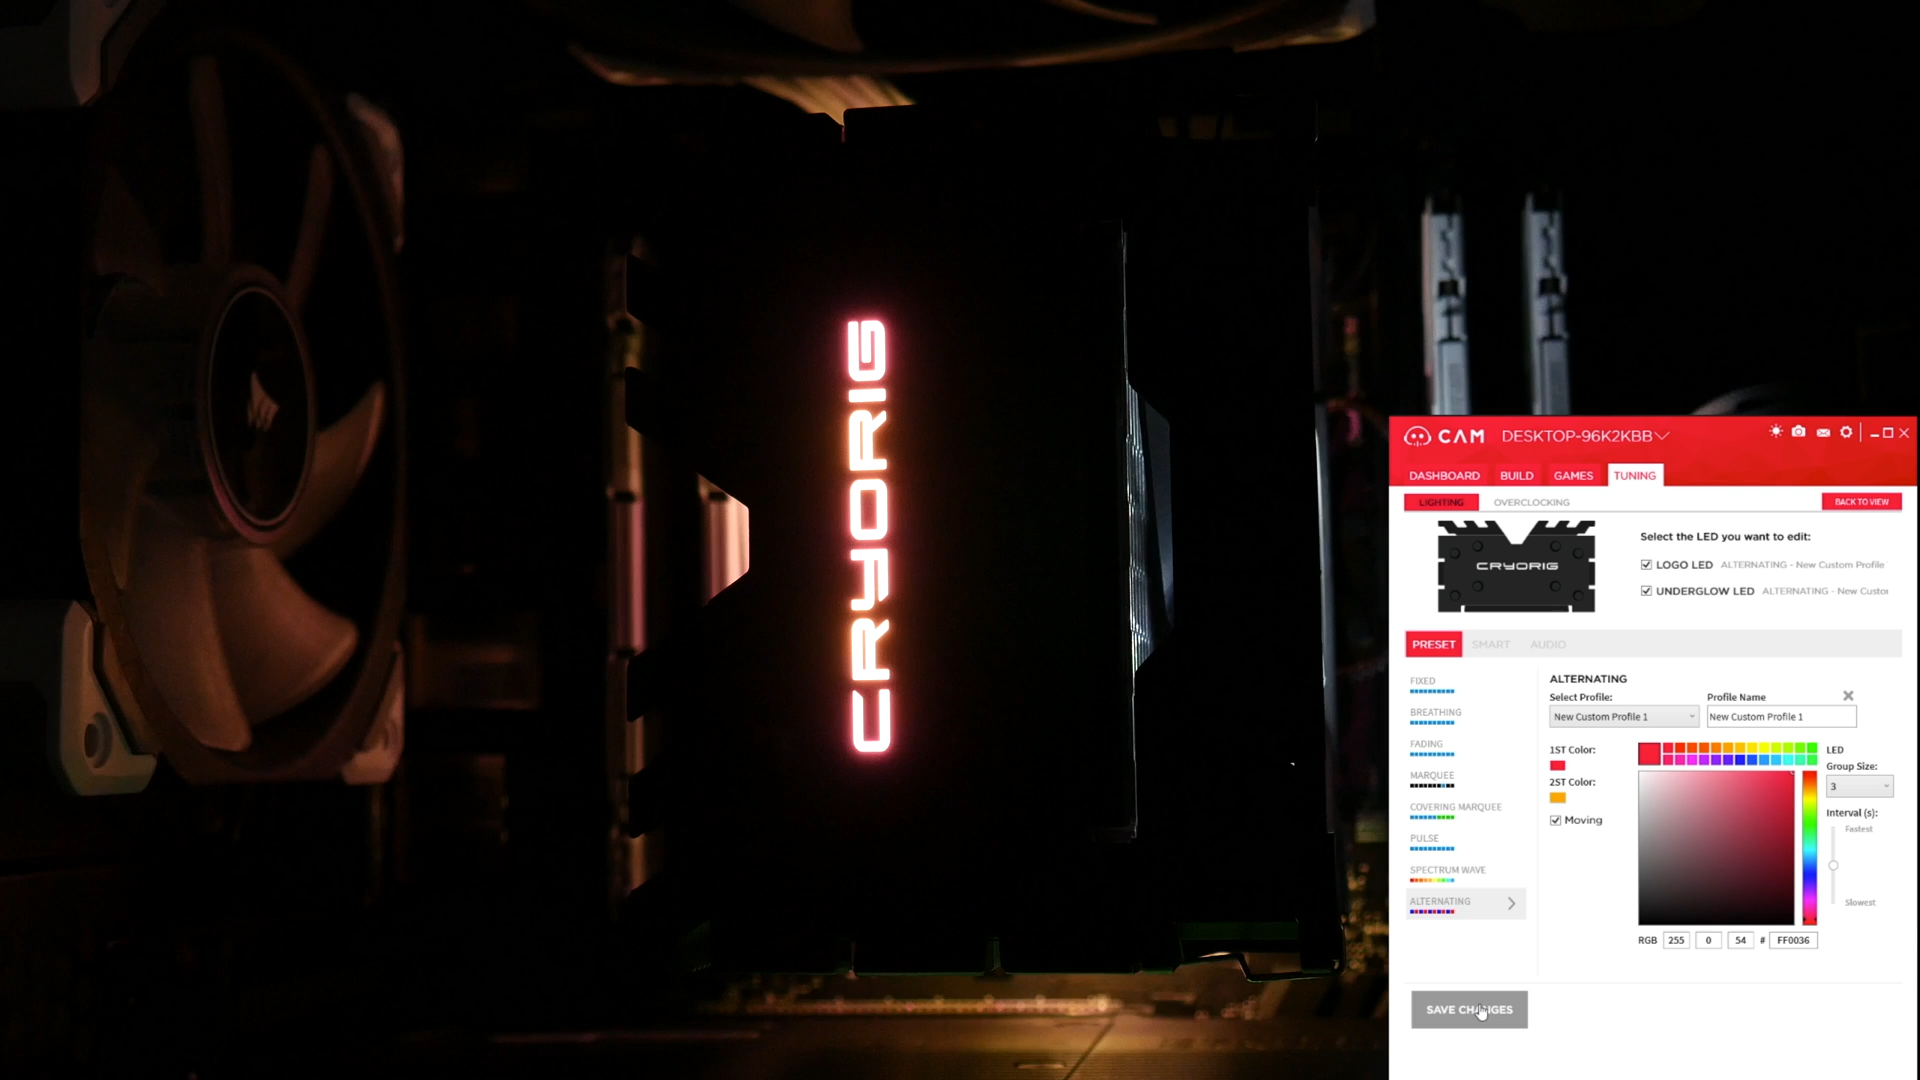 CRYORIG
CAM DESKTOP-96K2KBB
DASHBOARD BUILD GAMES TUNING
LIGHTING OVERCLOCKING BACK TO VIEW
CRYORIG
Select the LED you want to edit:
LOGO LED ALTERNATING - New Custom Profile
UNDERGLOW LED ALTERNATING - New Custor
PRESET SMART AUDIO
FIXED
BREATHING
FADING
MARQUEE
COVERING MARQUEE
PULSE
SPECTRUM WAVE
ALTERNATING
ALTERNATING
Select Profile: Profile Name
New Custom Profile 1 New Custom Profile 1
1ST Color:
2ST Color:
Moving
LED
Group Size:
3
Interval (s):
Fastest
Slowest
RGB 255 0 54 # FF0036
SAVE CHANGES